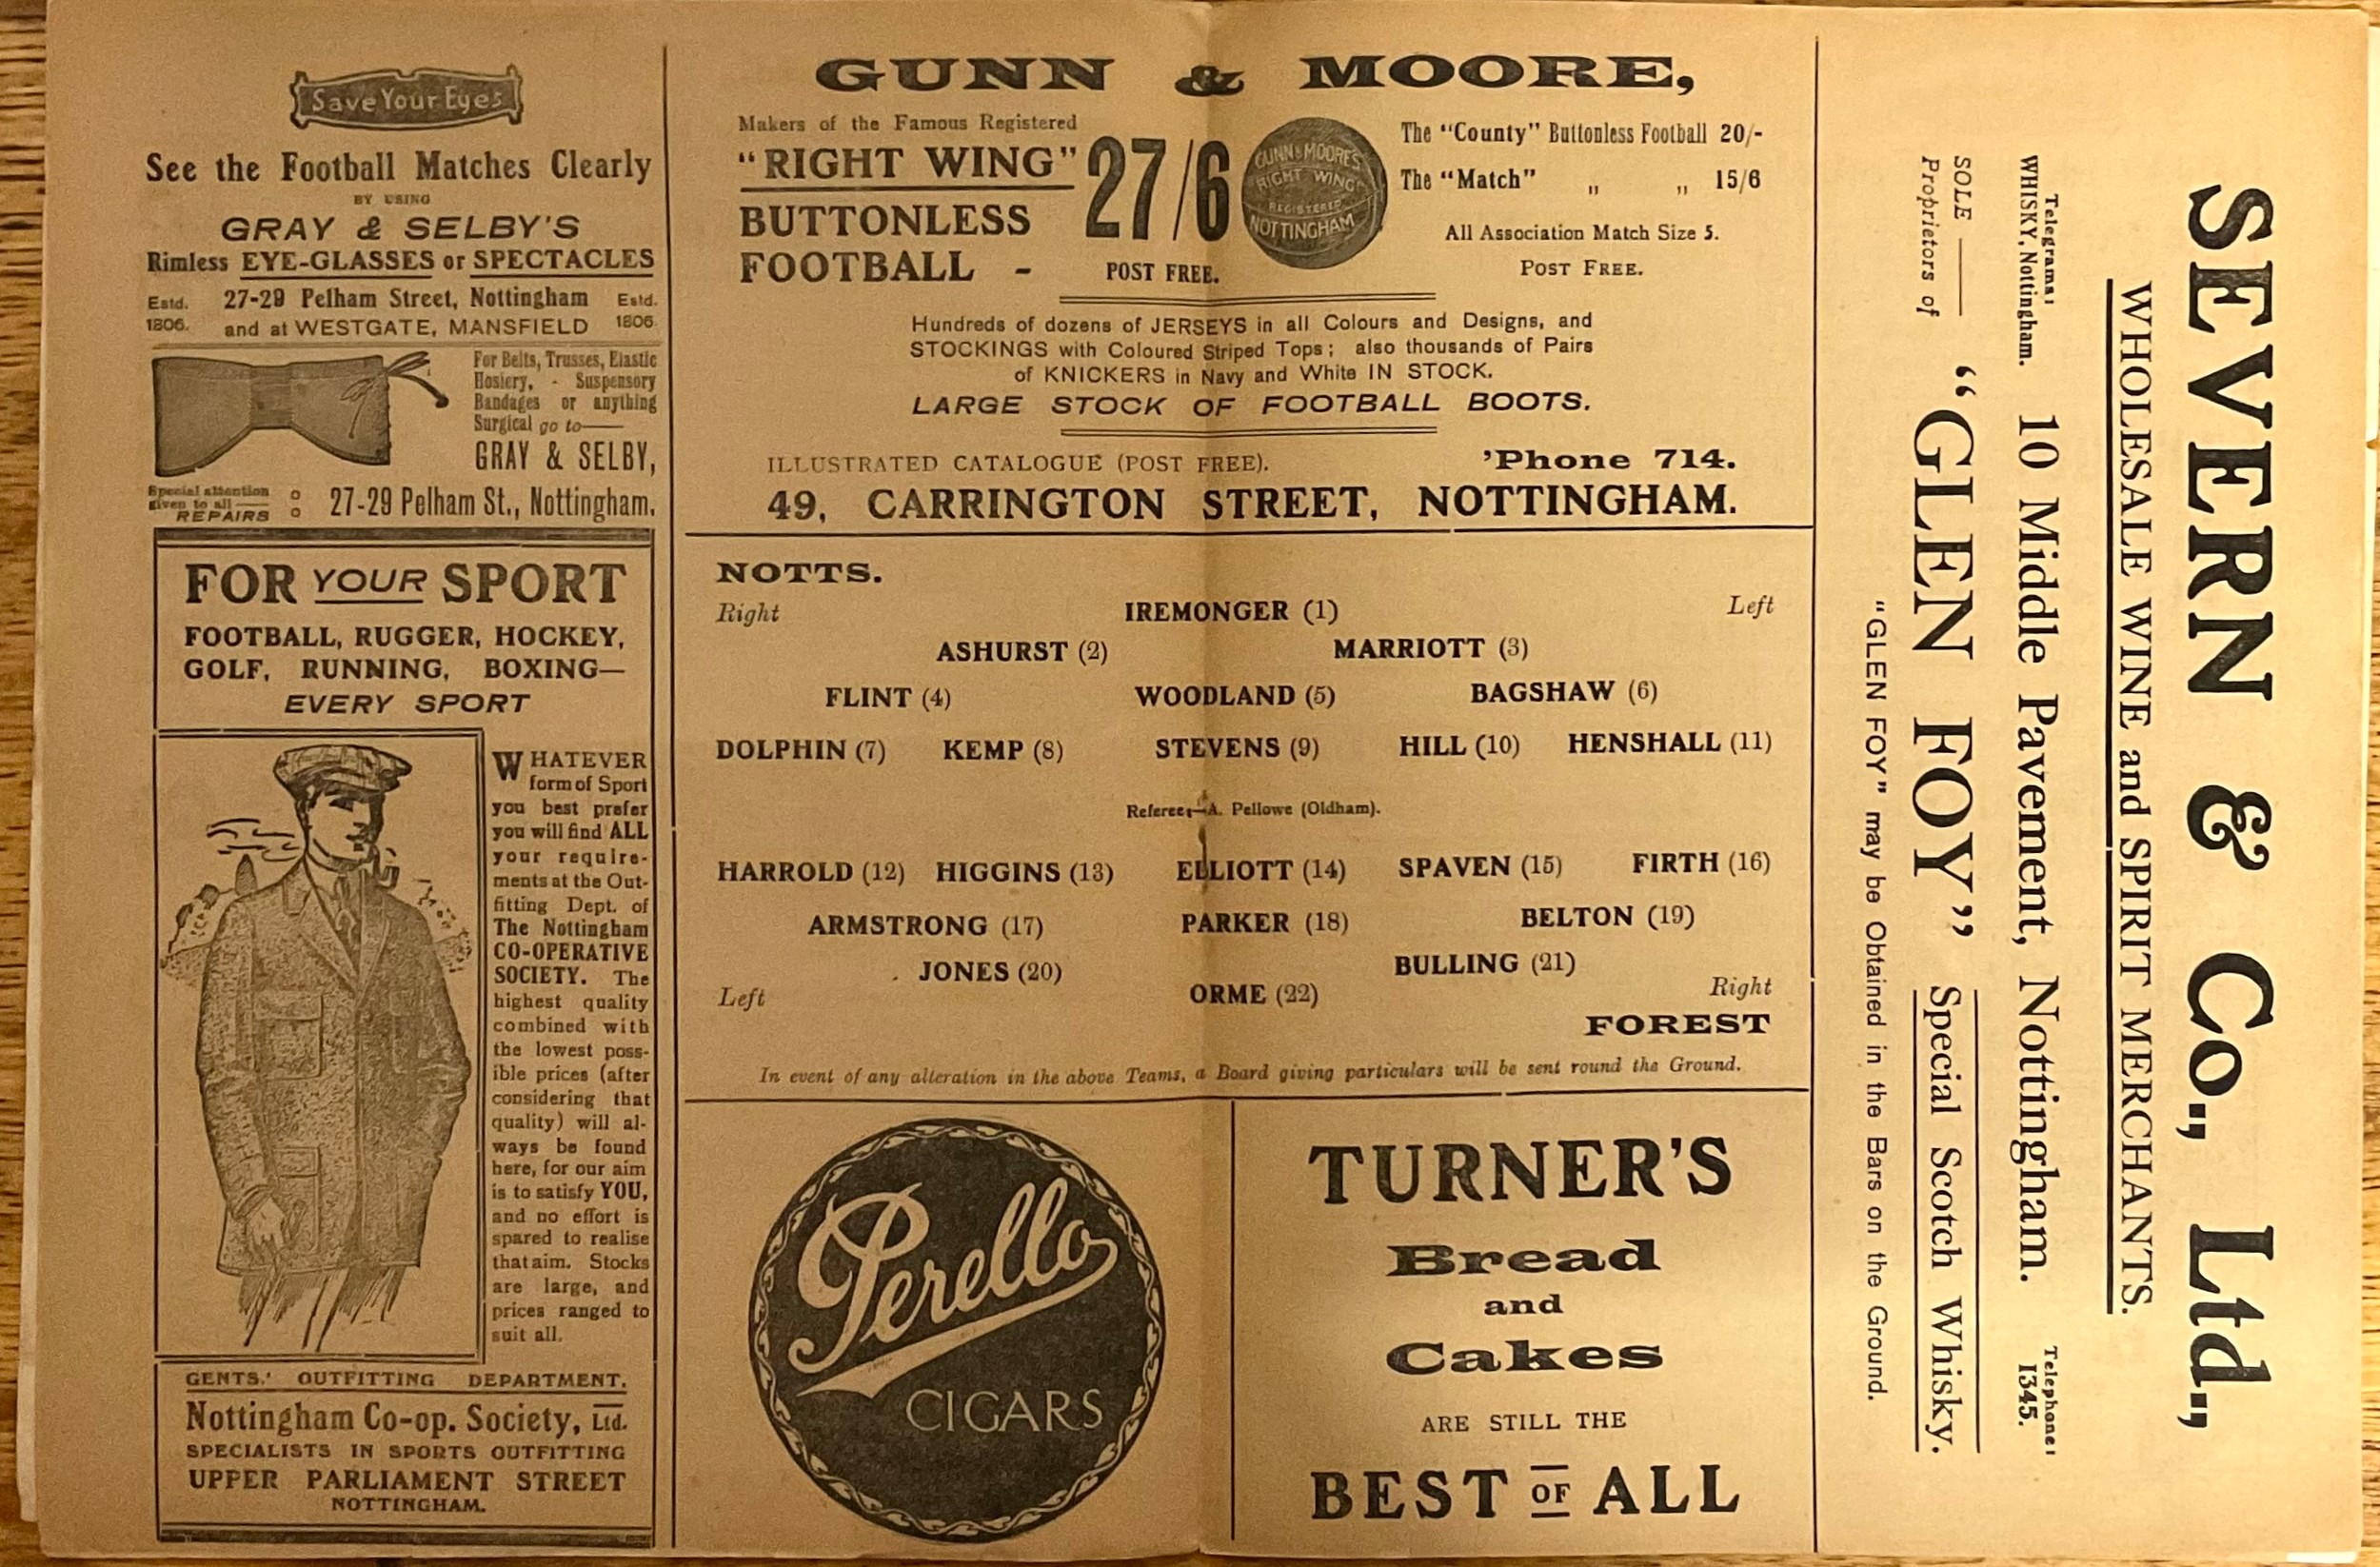 Save Your Eyes
See the Football Matches Clearly
BY USING
GRAY & SELBY'S
Rimless EYE-GLASSES or SPECTACLES
Estd. 1806. 27-29 Pelham Street, Nottingham Estd. 1806
and at WESTGATE, MANSFIELD
For Belts, Trusses, Elastic
Hosiery, - Suspensory
Bandages or anything
Surgical go to—
GRAY & SELBY,
Special attention
given to all—
REPAIRS
27-29 Pelham St., Nottingham.
FOR YOUR SPORT
FOOTBALL, RUGGER, HOCKEY,
GOLF, RUNNING, BOXING—
EVERY SPORT
WHATEVER
form of Sport
you best prefer
you will find ALL
your require-
ments at the Out-
fitting Dept. of
The Nottingham
CO-OPERATIVE
SOCIETY. The
highest quality
combined with
the lowest poss-
ible prices (after
considering that
quality) will al-
ways be found
here, for our aim
is to satisfy YOU,
and no effort is
spared to realise
that aim. Stocks
are large, and
prices ranged to
suit all.
GENTS.' OUTFITTING DEPARTMENT.
Nottingham Co-op. Society, Ltd.
SPECIALISTS IN SPORTS OUTFITTING
UPPER PARLIAMENT STREET
NOTTINGHAM.
GUNN & MOORE,
Makers of the Famous Registered
"RIGHT WING"
BUTTONLESS
FOOTBALL -
27/6
POST FREE.
GUNN & MOORE'S
"RIGHT WING"
REGISTERED
NOTTINGHAM
The "County" Buttonless Football 20/-
The "Match" „ „ 15/6
All Association Match Size 5.
POST FREE.
Hundreds of dozens of JERSEYS in all Colours and Designs, and
STOCKINGS with Coloured Striped Tops; also thousands of Pairs
of KNICKERS in Navy and White IN STOCK.
LARGE STOCK OF FOOTBALL BOOTS.
ILLUSTRATED CATALOGUE (POST FREE). 'Phone 714.
49, CARRINGTON STREET, NOTTINGHAM.
NOTTS.
Right IREMONGER (1) Left
ASHURST (2) MARRIOTT (3)
FLINT (4) WOODLAND (5) BAGSHAW (6)
DOLPHIN (7) KEMP (8) STEVENS (9) HILL (10) HENSHALL (11)
Referee:—A. Pellowe (Oldham).
HARROLD (12) HIGGINS (13) ELLIOTT (14) SPAVEN (15) FIRTH (16)
ARMSTRONG (17) PARKER (18) BELTON (19)
JONES (20) BULLING (21)
Left ORME (22) Right
FOREST
In event of any alteration in the above Teams, a Board giving particulars will be sent round the Ground.
Perello
CIGARS
TURNER'S
Bread
and
Cakes
ARE STILL THE
BEST OF ALL
SEVERN & Co., Ltd.,
WHOLESALE WINE and SPIRIT MERCHANTS.
Telegrams:
WHISKY, Nottingham.
10 Middle Pavement, Nottingham.
Telephone:
1345.
SOLE —
Proprietors of
"GLEN FOY" Special Scotch Whisky.
"GLEN FOY" may be Obtained in the Bars on the Ground.